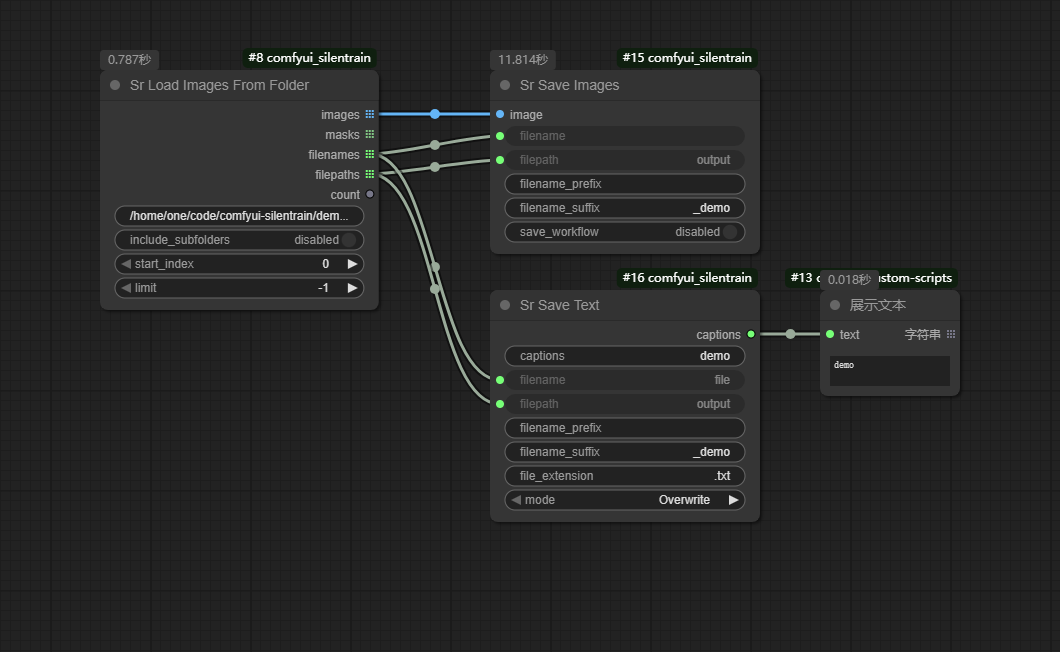 0.787秒
#8 comfyui_silentrain
Sr Load Images From Folder
images
masks
filenames
filepaths
count
/home/one/code/comfyui-silentrain/dem...
include_subfolders disabled
start_index 0
limit -1
11.814秒
#15 comfyui_silentrain
Sr Save Images
image
filename
filepath output
filename_prefix
filename_suffix _demo
save_workflow disabled
#16 comfyui_silentrain
Sr Save Text
captions
captions demo
filename file
filepath output
filename_prefix
filename_suffix _demo
file_extension .txt
mode Overwrite
#13
0.018秒
ustom-scripts
展示文本
text 字符串
demo